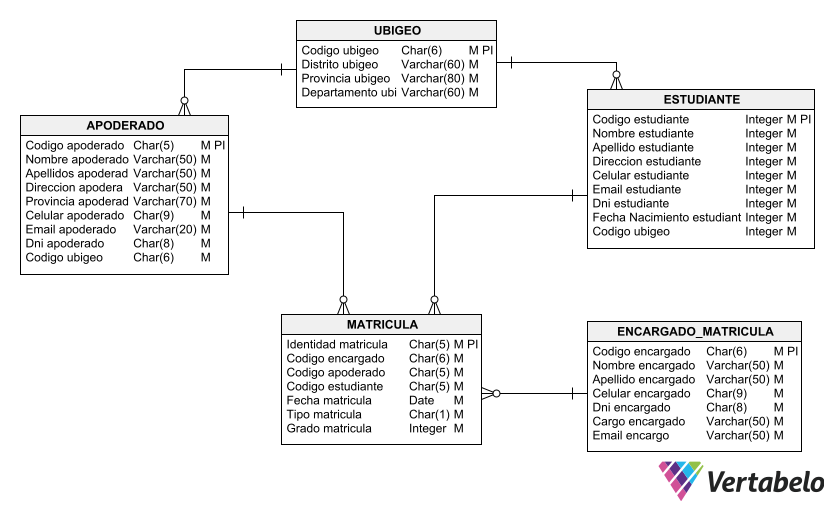 UBIGEO
Codigo ubigeo Char(6) M PI
Distrito ubigeo Varchar(60) M
Provincia ubigeo Varchar(80) M
Departamento ubi Varchar(60) M
ESTUDIANTE
Codigo estudiante Integer M PI
Nombre estudiante Integer M
Apellido estudiante Integer M
Direccion estudiante Integer M
Celular estudiante Integer M
Email estudiante Integer M
Dni estudiante Integer M
Fecha Nacimiento estudiant Integer M
Codigo ubigeo Integer M
APODERADO
Codigo apoderado Char(5) M PI
Nombre apoderado Varchar(50) M
Apellidos apoderad Varchar(50) M
Direccion apodera Varchar(50) M
Provincia apoderad Varchar(70) M
Celular apoderado Char(9) M
Email apoderado Varchar(20) M
Dni apoderado Char(8) M
Codigo ubigeo Char(6) M
MATRICULA
Identidad matricula Char(5) M PI
Codigo encargado Char(6) M
Codigo apoderado Char(5) M
Codigo estudiante Char(5) M
Fecha matricula Date M
Tipo matricula Char(1) M
Grado matricula Integer M
ENCARGADO_MATRICULA
Codigo encargado Char(6) M PI
Nombre encargado Varchar(50) M
Apellido encargado Varchar(50) M
Celular encargado Char(9) M
Dni encargado Char(8) M
Cargo encargado Varchar(50) M
Email encargo Varchar(50) M
Vertabelo